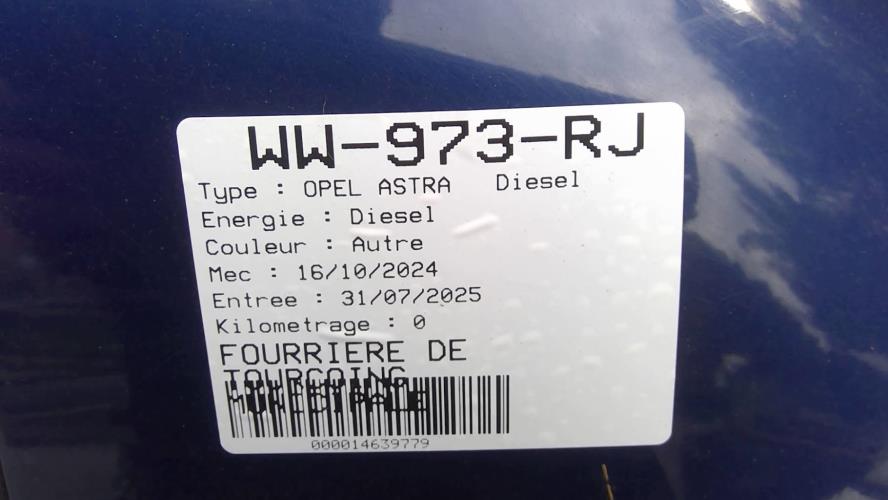 WW-973-RJ
Type : OPEL ASTRA Diesel
Energie : Diesel
Couleur : Autre
Mec : 16/10/2024
Entree : 31/07/2025
Kilometrage : 0
FOURRIERE DE
TOURCOING
MUNICIPALE
000014639779